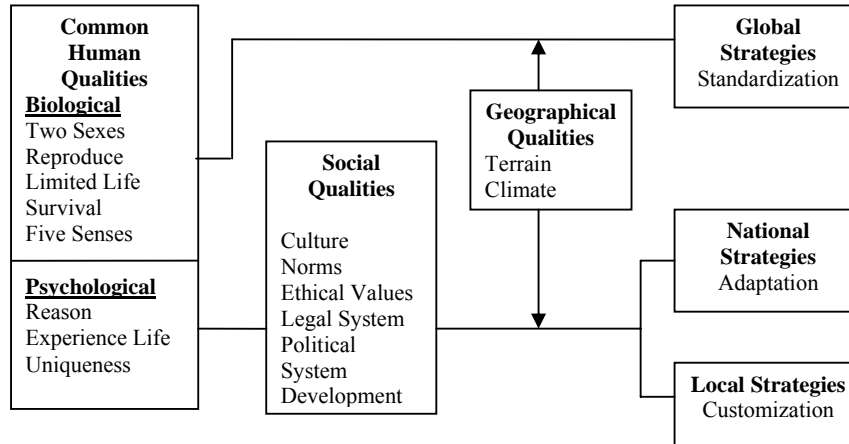 Common
Human
Qualities
Biological
Two Sexes
Reproduce
Limited Life
Survival
Five Senses
Psychological
Reason
Experience Life
Uniqueness
Social
Qualities
Culture
Norms
Ethical Values
Legal System
Political
System
Development
Geographical
Qualities
Terrain
Climate
Global
Strategies
Standardization
National
Strategies
Adaptation
Local Strategies
Customization